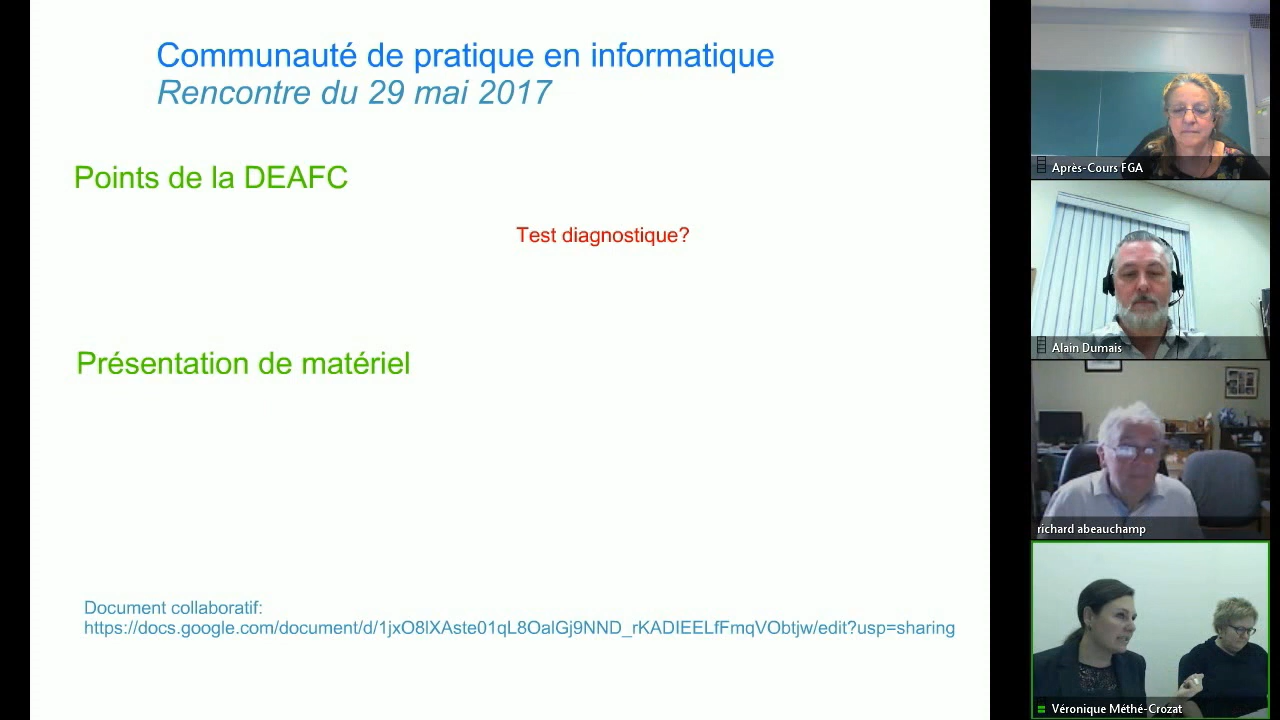 Communauté de pratique en informatique
Rencontre du 29 mai 2017
Points de la DEAFC
Test diagnostique?
Présentation de matériel
Document collaboratif:
https://docs.google.com/document/d/1jxO8lXAste01qL8OalGj9NND_rKADIEELfFmqVObtjw/edit?usp=sharing
Après-Cours FGA
Alain Dumais
richard abeauchamp
Véronique Méthé-Crozat